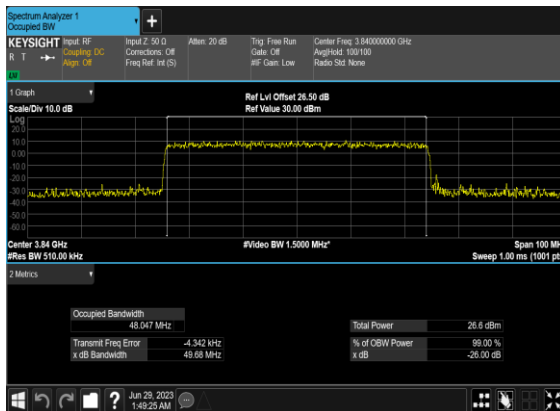 Spectrum Analyzer 1
Occupied BW
KEYSIGHT
R T
Input: RF
Coupling: DC
Align: Off
Input Z: 50 Ω
Corrections: Off
Freq Ref: Int (S)
Atten: 20 dB
Trig: Free Run
Gate: Off
#IF Gain: Low
Center Freq: 3.840000000 GHz
Avg|Hold: 100/100
Radio Std: None
1 Graph
Scale/Div 10.0 dB
Ref Lvl Offset 26.50 dB
Ref Value 30.00 dBm
Log
20.0
10.0
0.00
-10.0
-20.0
-30.0
-40.0
-50.0
-60.0
Center 3.84 GHz
#Video BW 1.5000 MHz*
Span 100 MH
#Res BW 510.00 kHz
Sweep 1.00 ms (1001 pts
2 Metrics
Occupied Bandwidth
48.047 MHz
Total Power 26.6 dBm
Transmit Freq Error -4.342 kHz
% of OBW Power 99.00 %
x dB Bandwidth 49.68 MHz
x dB -26.00 dB
?
Jun 29, 2023
1:49:25 AM